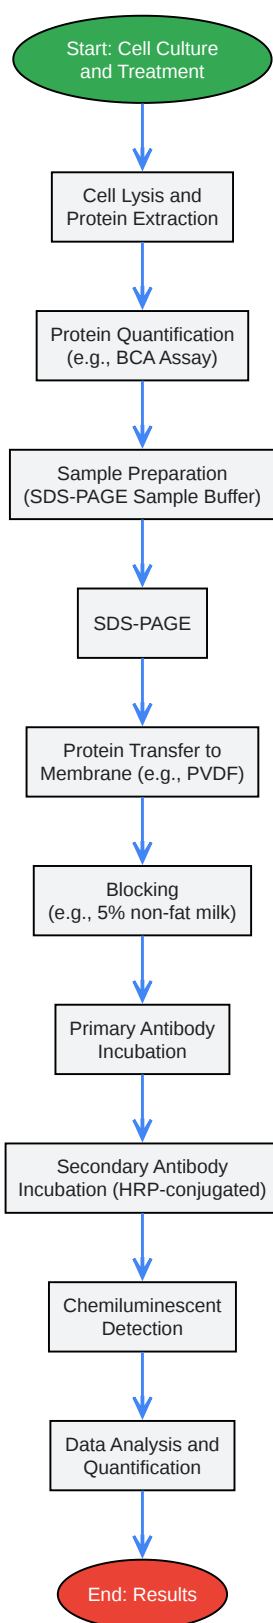 Start: Cell Culture
and Treatment
Cell Lysis and
Protein Extraction
Protein Quantification
(e.g., BCA Assay)
Sample Preparation
(SDS-PAGE Sample Buffer)
SDS-PAGE
Protein Transfer to
Membrane (e.g., PVDF)
Blocking
(e.g., 5% non-fat milk)
Primary Antibody
Incubation
Secondary Antibody
Incubation (HRP-conjugated)
Chemiluminescent
Detection
Data Analysis and
Quantification
End: Results